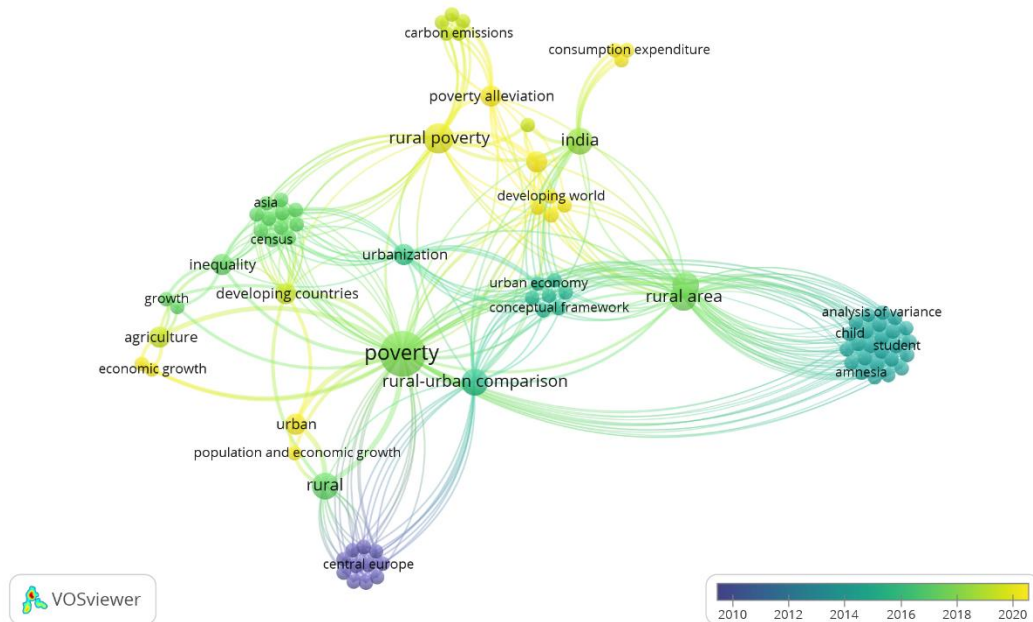 carbon emissions
consumption expenditure
poverty alleviation
rural poverty
india
developing world
asia
census
urbanization
inequality
urban economy
developing countries
rural area
growth
conceptual framework
analysis of variance
child
agriculture
student
poverty
economic growth
amnesia
rural-urban comparison
urban
population and economic growth
rural
central europe
VOSviewer
2010 2012 2014 2016 2018 2020